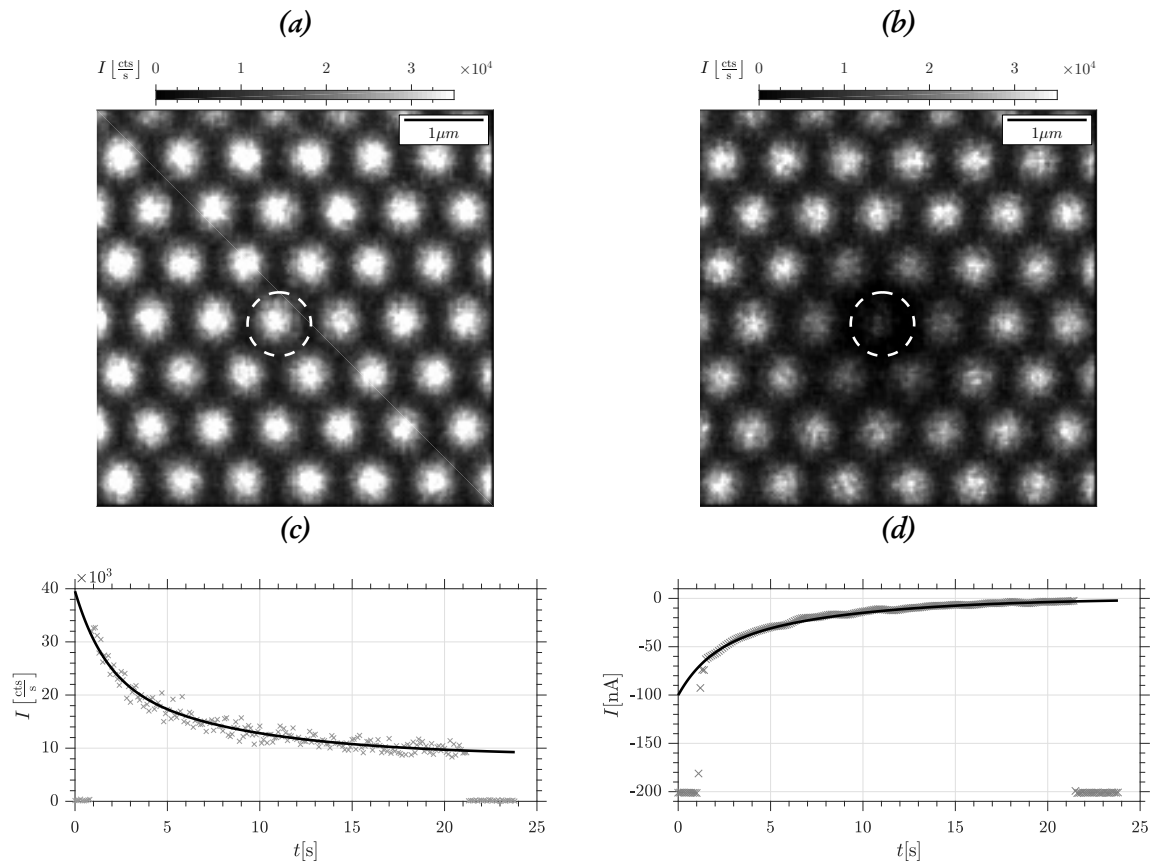 (a) (b)
I [cts/s] 0 1 2 3 ×10⁴ I [cts/s] 0 1 2 3 ×10⁴
1μm 1μm
(c) (d)
×10³
40
30
20
10
0
I [cts/s]
0 5 10 15 20 25
t[s]
0
-50
-100
-150
-200
I[nA]
0 5 10 15 20 25
t[s]